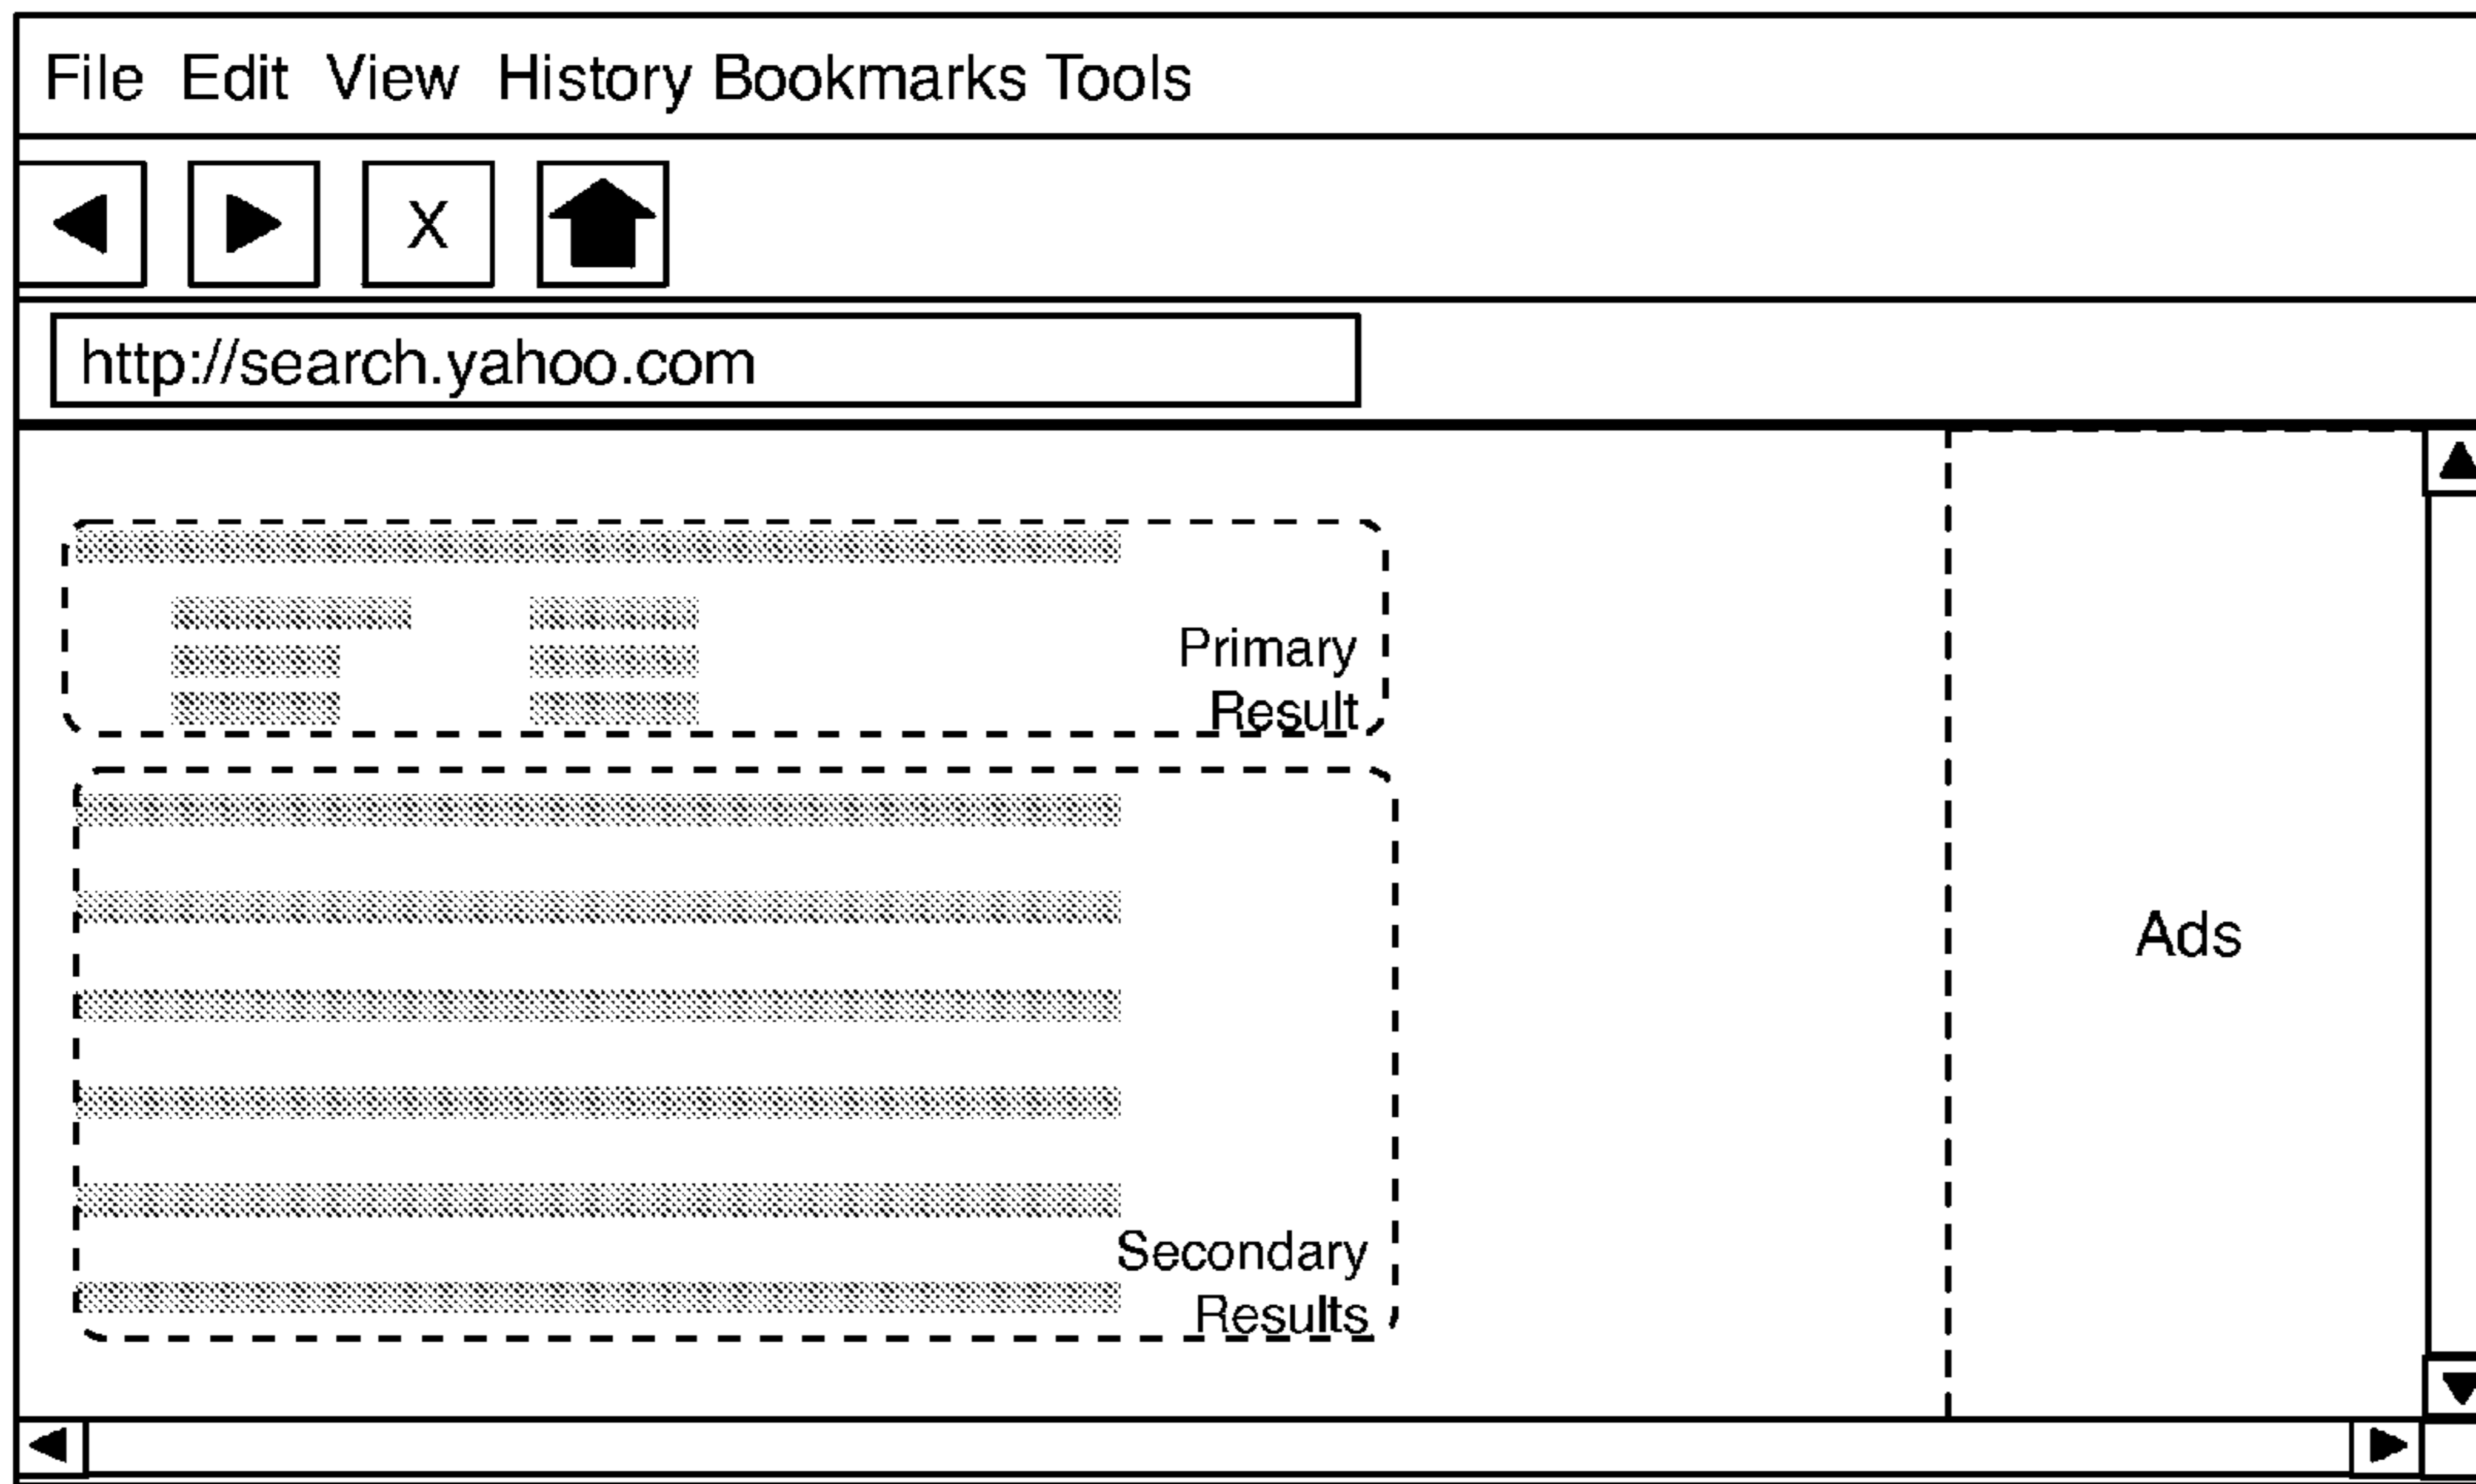 File Edit View History Bookmarks Tools
X
http://search.yahoo.com
Primary
Result
Ads
Secondary
Results